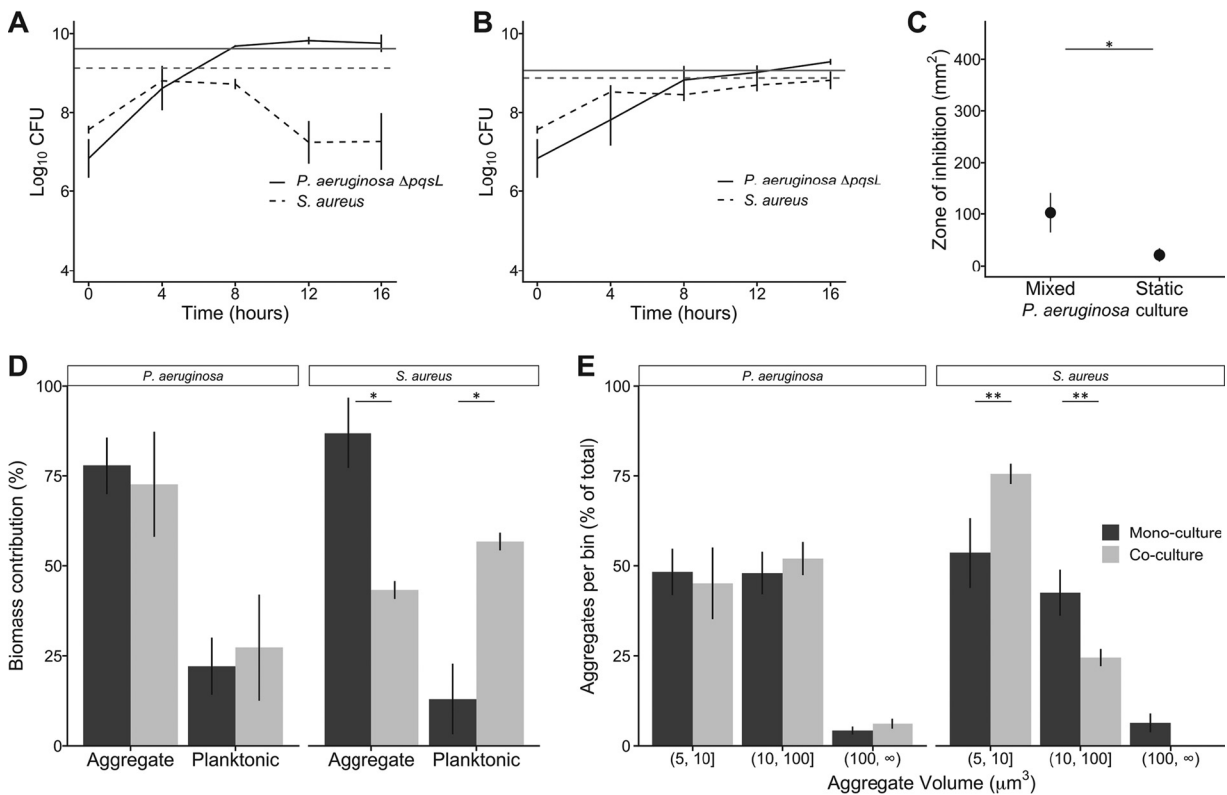 A
10
8
6
4
Log10 CFU
P. aeruginosa ΔpqsL
S. aureus
0 4 8 12 16
Time (hours)
B
10
8
6
4
Log10 CFU
P. aeruginosa ΔpqsL
S. aureus
0 4 8 12 16
Time (hours)
C
*
400
300
200
100
0
Zone of inhibition (mm²)
Mixed Static
P. aeruginosa culture
D
P. aeruginosa S. aureus
* *
100
75
50
25
0
Biomass contribution (%)
Aggregate Planktonic Aggregate Planktonic
E
P. aeruginosa S. aureus
** **
100
75
50
25
0
Aggregates per bin (% of total)
Mono-culture
Co-culture
(5, 10] (10, 100] (100, ∞) (5, 10] (10, 100] (100, ∞)
Aggregate Volume (μm³)